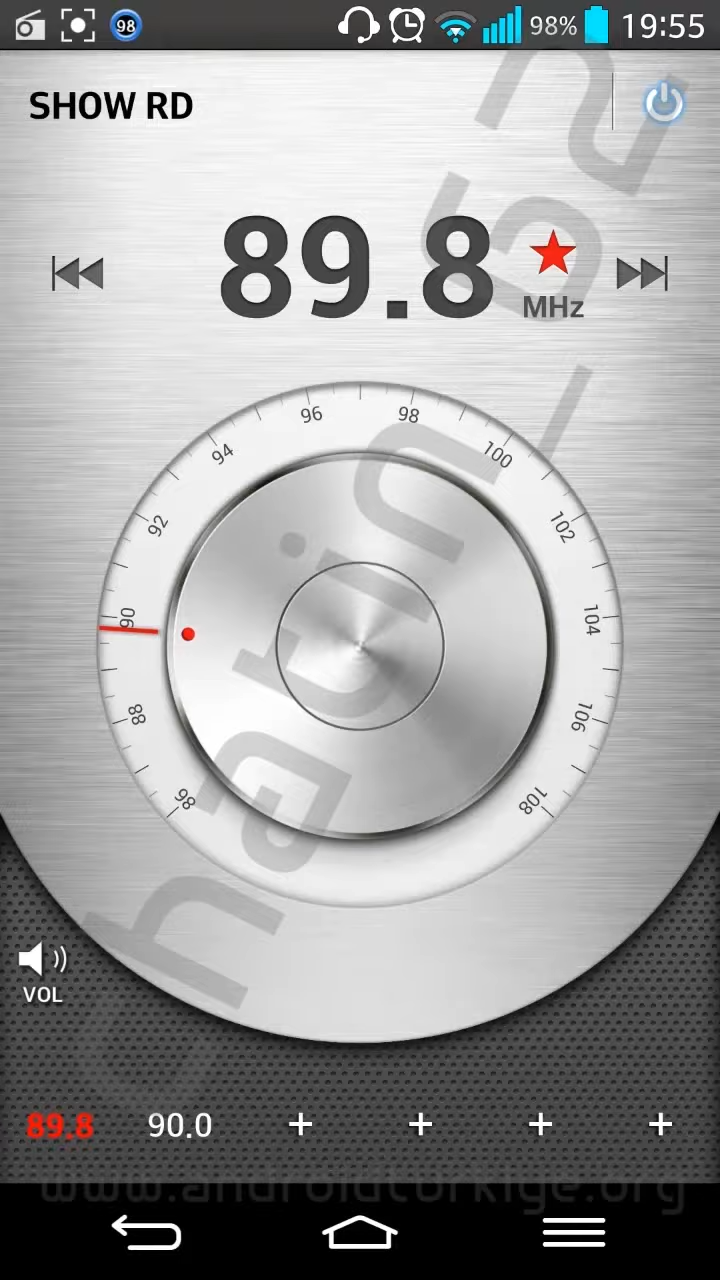 98 98% 19:55
SHOW RD
89.8
MHz
96 98
94 100
92 102
90 104
88 106
86 108
VOL
89.8 90.0 + + + +
www.androidturkiye.org